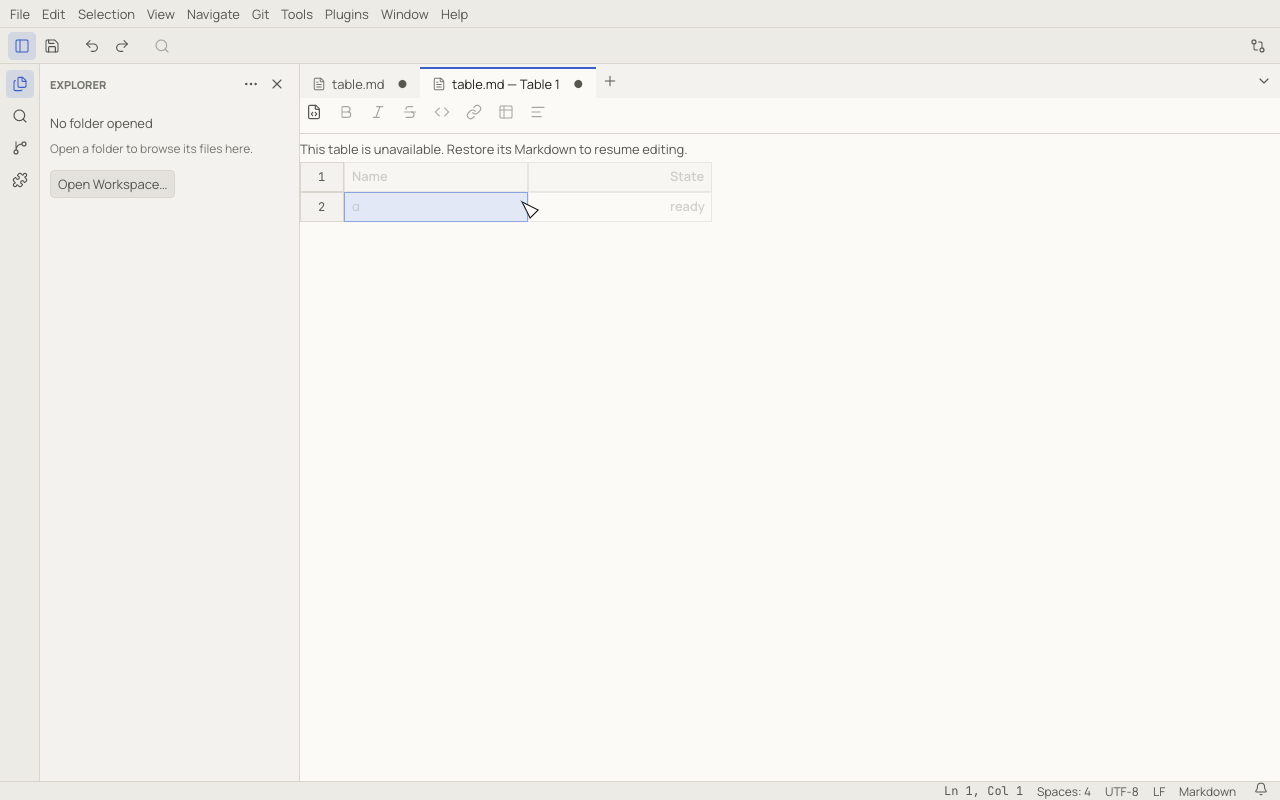 File Edit Selection View Navigate Git Tools Plugins Window Help
EXPLORER
No folder opened
Open a folder to browse its files here.
Open Workspace...
table.md
table.md — Table 1
This table is unavailable. Restore its Markdown to resume editing.
1 Name State
2 a ready
Ln 1, Col 1 Spaces: 4 UTF-8 LF Markdown